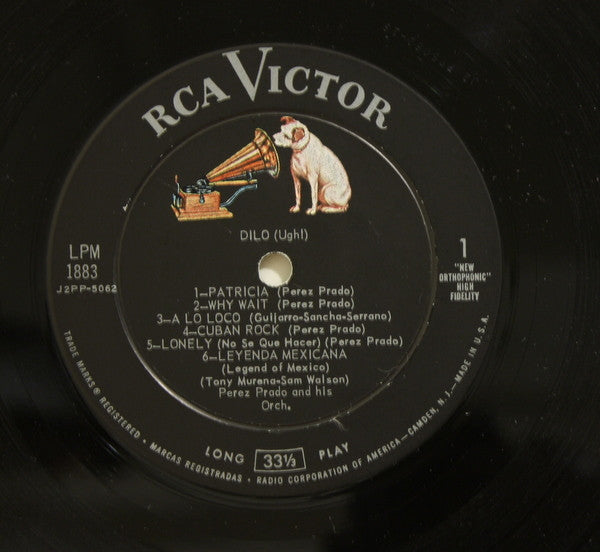 RCA VICTOR
DILO (Ugh!)
LPM
1883
J2PP-5062
1
"NEW
ORTHOPHONIC"
HIGH
FIDELITY
1—PATRICIA (Perez Prado)
2—WHY WAIT (Perez Prado)
3—A LO LOCO (Guijarro-Sancha-Serrano)
4—CUBAN ROCK (Perez Prado)
5—LONELY (No Se Que Hacer) (Perez Prado)
6—LEYENDA MEXICANA
(Legend of Mexico)
(Tony Murena-Sam Walson)
Perez Prado and his
Orch.
LONG 33⅓ PLAY
TRADE MARKS ® REGISTERED • MARCAS REGISTRADAS • RADIO CORPORATION OF AMERICA—CAMDEN, N.J.—MADE IN U.S.A.